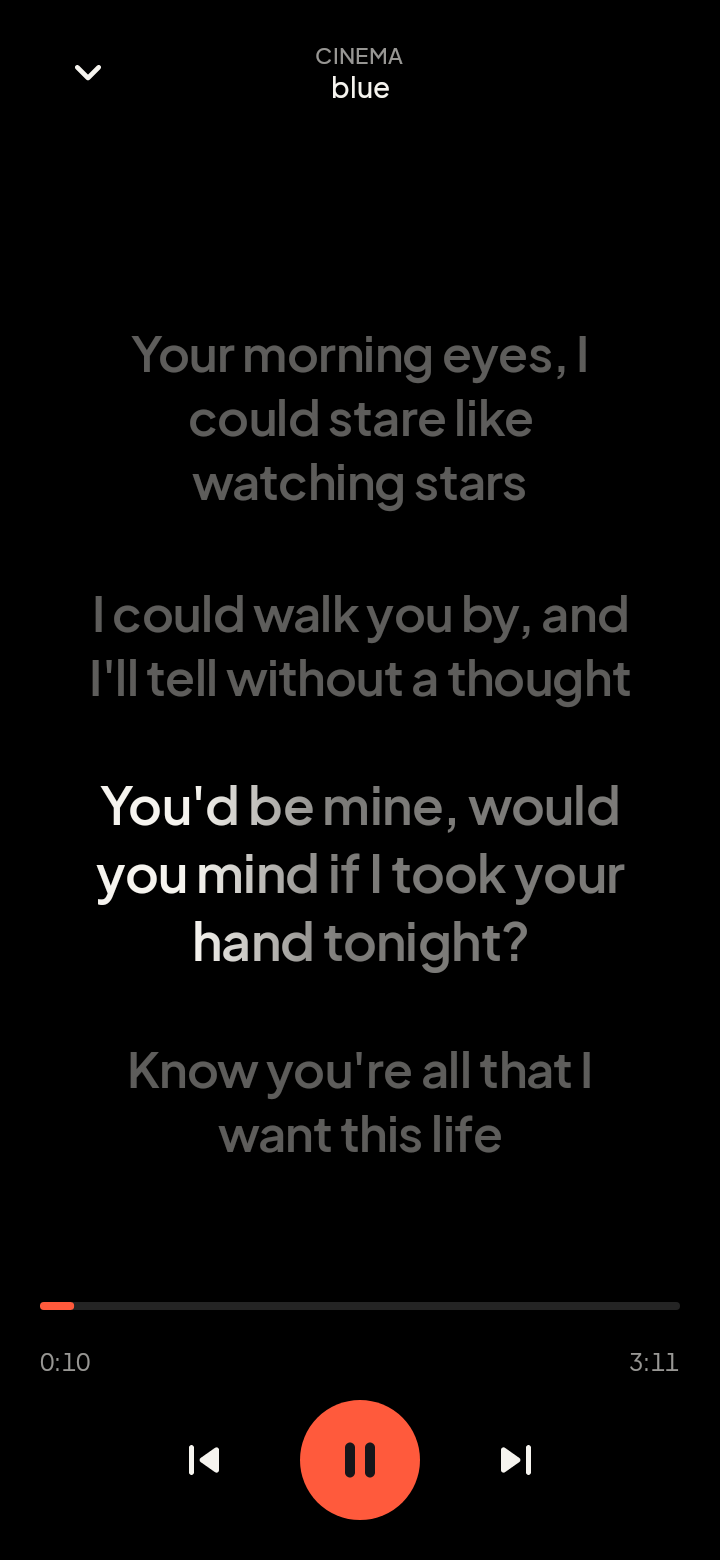 CINEMA
blue
Your morning eyes, I
could stare like
watching stars
I could walk you by, and
I'll tell without a thought
You'd be mine, would
you mind if I took your
hand tonight?
Know you're all that I
want this life
0:10
3:11